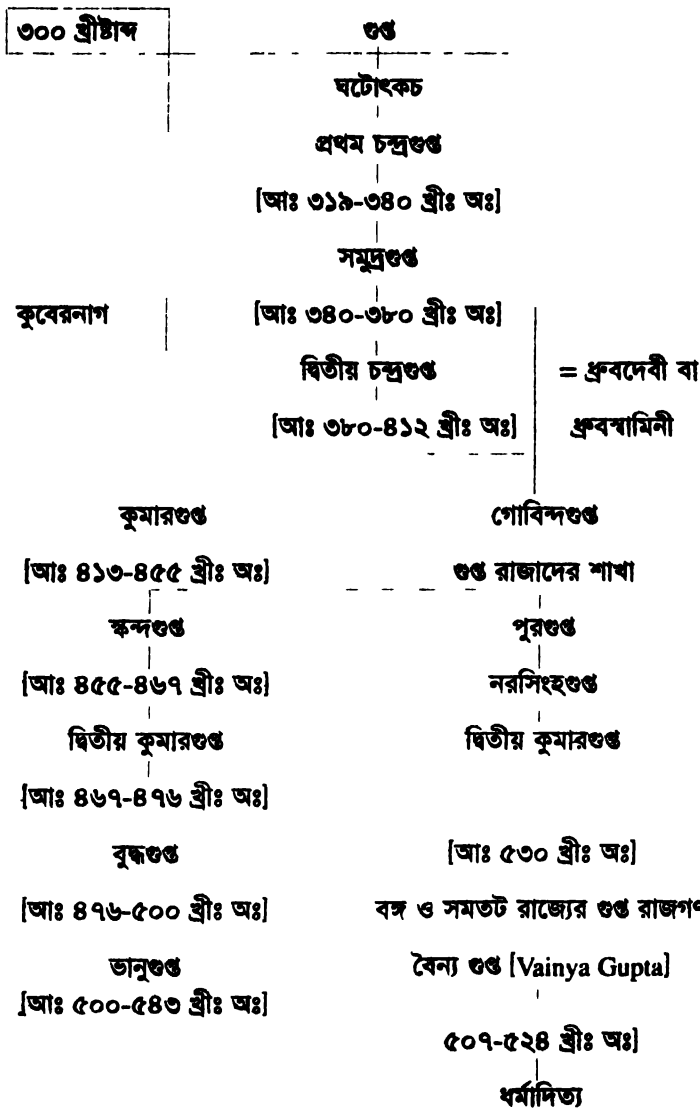 ৩০০ খ্রীষ্টাব্দ গুপ্ত
ঘটোৎকচ
প্রথম চন্দ্রগুপ্ত
[আঃ ৩১৯-৩৪০ খ্রীঃ অঃ]
সমুদ্রগুপ্ত
কুবেরনাগ [আঃ ৩৪০-৩৮০ খ্রীঃ অঃ]
দ্বিতীয় চন্দ্রগুপ্ত = ধ্রুবদেবী বা
[আঃ ৩৮০-৪১২ খ্রীঃ অঃ] ধ্রুবস্বামিনী
কুমারগুপ্ত গোবিন্দগুপ্ত
[আঃ ৪১৩-৪৫৫ খ্রীঃ অঃ] গুপ্ত রাজাদের শাখা
স্কন্দগুপ্ত পুরগুপ্ত
[আঃ ৪৫৫-৪৬৭ খ্রীঃ অঃ] নরসিংহগুপ্ত
দ্বিতীয় কুমারগুপ্ত দ্বিতীয় কুমারগুপ্ত
[আঃ ৪৬৭-৪৭৬ খ্রীঃ অঃ]
বুদ্ধগুপ্ত [আঃ ৫৩০ খ্রীঃ অঃ]
[আঃ ৪৭৬-৫০০ খ্রীঃ অঃ] বঙ্গ ও সমতট রাজ্যের গুপ্ত রাজগণ
ভানুগুপ্ত বৈন্য গুপ্ত [Vainya Gupta]
[আঃ ৫০০-৫৪৩ খ্রীঃ অঃ]
৫০৭-৫২৪ খ্রীঃ অঃ]
ধর্মাদিত্য